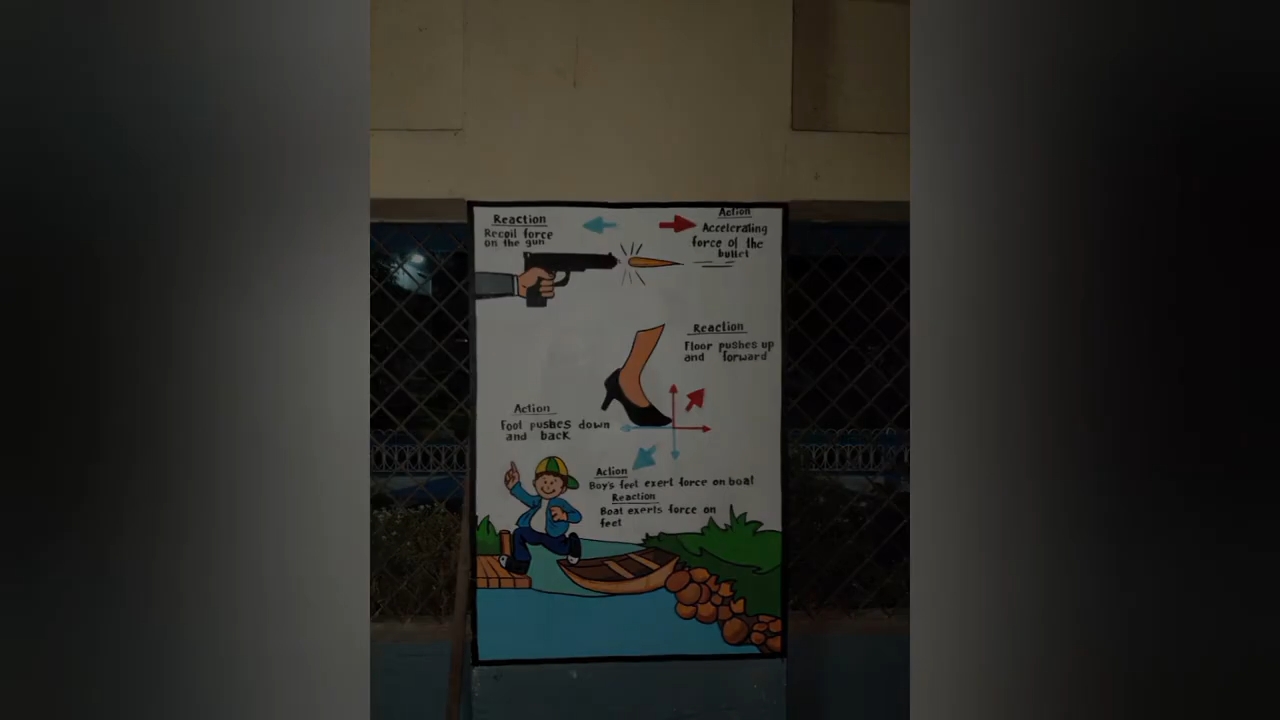 Reaction
Recoil force
on the gun
Action
Accelerating
force of the
bullet
Reaction
Floor pushes up
and forward
Action
Foot pushes down
and back
Action
Boy's feet exert force on boat
Reaction
Boat exerts force on
feet